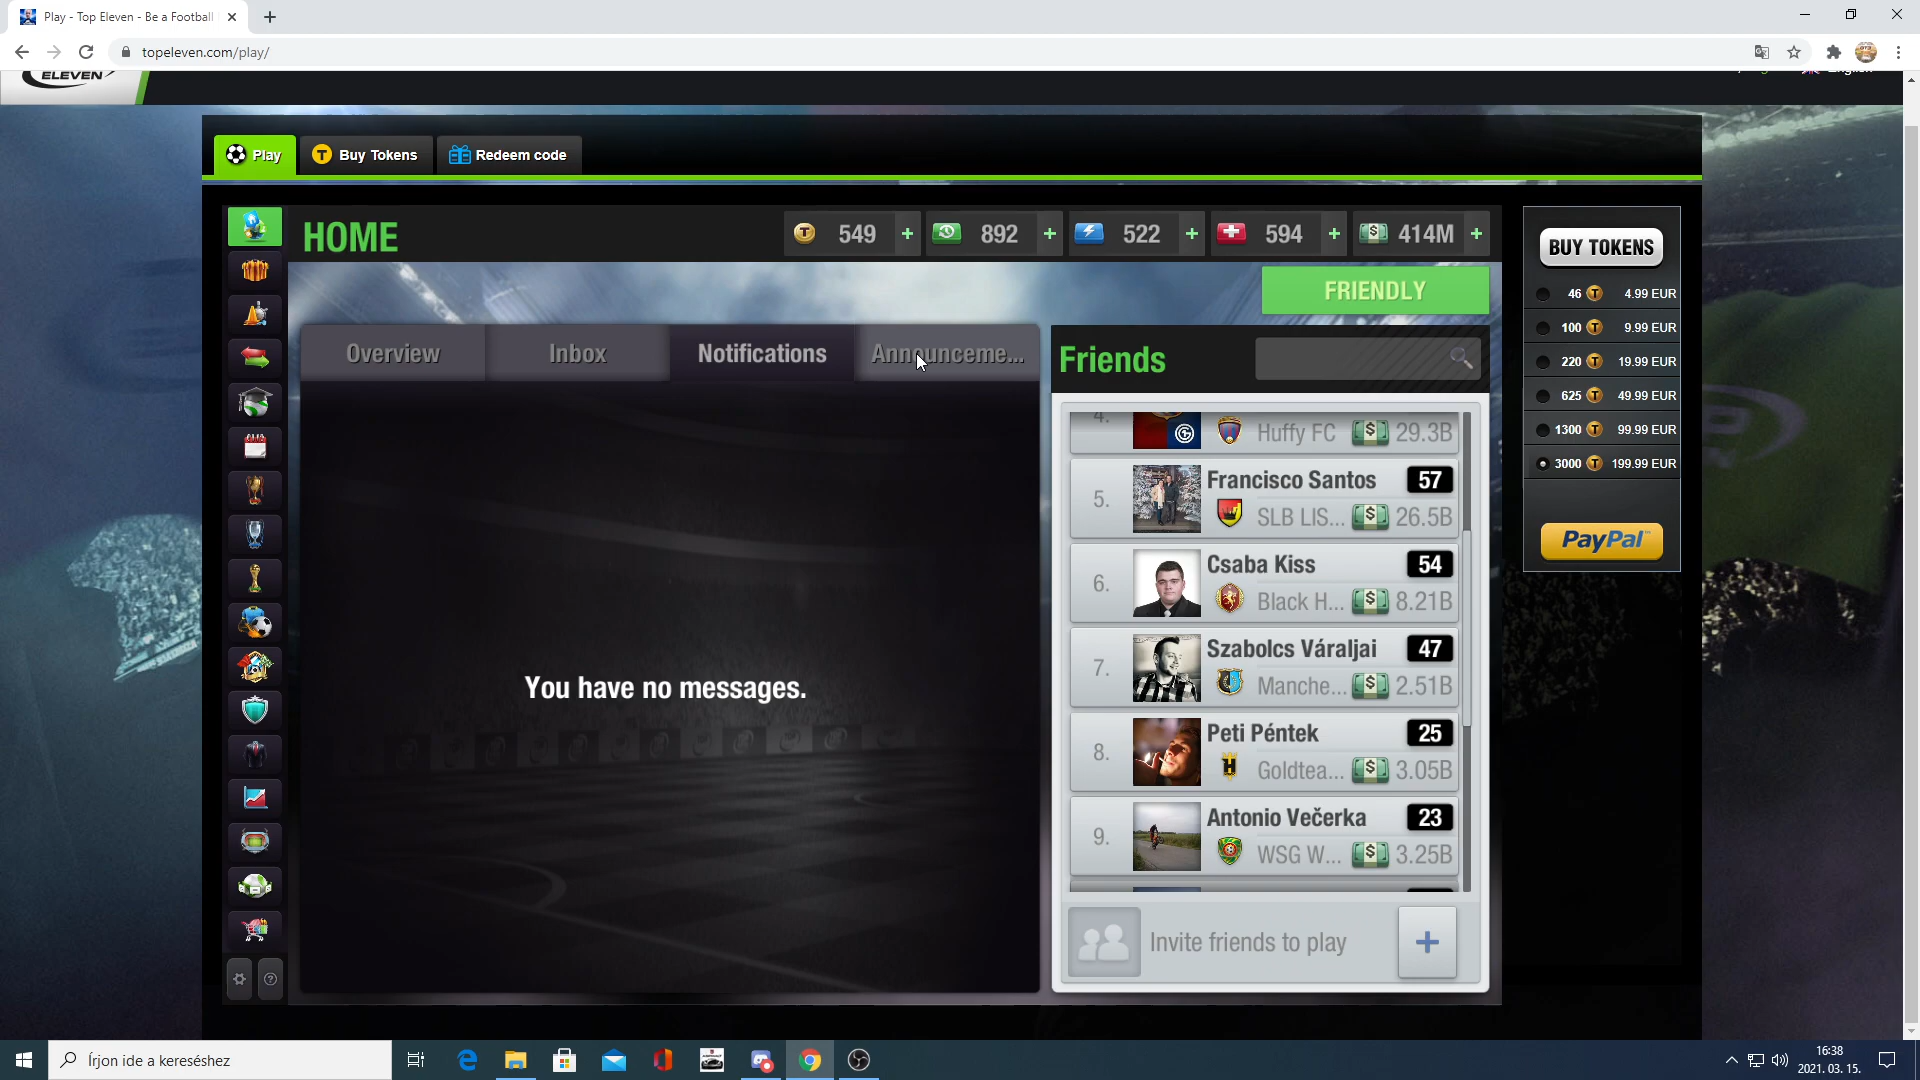 Play - Top Eleven - Be a Football
topeleven.com/play/
ELEVEN
English
Play
Buy Tokens
Redeem code
HOME
549 +
892 +
522 +
594 +
414M +
BUY TOKENS
46 T 4.99 EUR
100 T 9.99 EUR
220 T 19.99 EUR
625 T 49.99 EUR
1300 T 99.99 EUR
3000 T 199.99 EUR
PayPal™
FRIENDLY
Overview
Inbox
Notifications
Announceme...
You have no messages.
Friends
4.
Huffy FC $ 29.3B
5. Francisco Santos 57
SLB LIS... $ 26.5B
6. Csaba Kiss 54
Black H... $ 8.21B
7. Szabolcs Váraljai 47
Manche... $ 2.51B
8. Peti Péntek 25
Goldtea... $ 3.05B
9. Antonio Večerka 23
WSG W... $ 3.25B
Invite friends to play +
Írjon ide a kereséshez
16:38
2021. 03. 15.